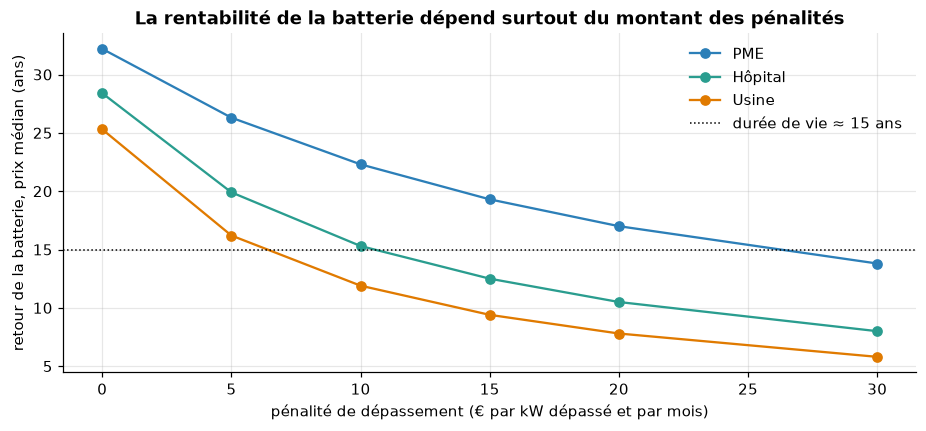 La rentabilité de la batterie dépend surtout du montant des pénalités
retour de la batterie, prix médian (ans)
30
25
20
15
10
5
PME
Hôpital
Usine
durée de vie ≈ 15 ans
0 5 10 15 20 25 30
pénalité de dépassement (€ par kW dépassé et par mois)